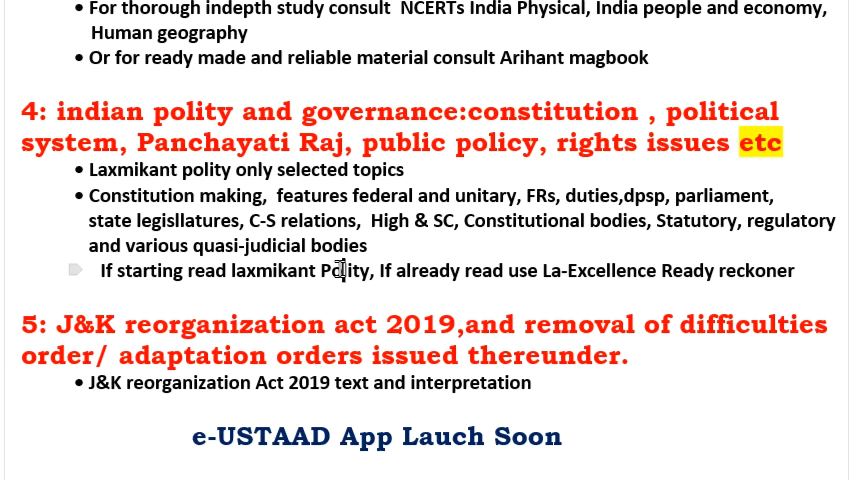 • For thorough indepth study consult  NCERTs India Physical, India people and economy,
Human geography
• Or for ready made and reliable material consult Arihant magbook
4: indian polity and governance:constitution , political
system, Panchayati Raj, public policy, rights issues etc
• Laxmikant polity only selected topics
• Constitution making,  features federal and unitary, FRs, duties,dpsp, parliament,
state legisllatures, C-S relations,  High & SC, Constitutional bodies, Statutory, regulatory
and various quasi-judicial bodies
If starting read laxmikant Polity, If already read use La-Excellence Ready reckoner
5: J&K reorganization act 2019,and removal of difficulties
order/ adaptation orders issued thereunder.
• J&K reorganization Act 2019 text and interpretation
e-USTAAD App Lauch Soon